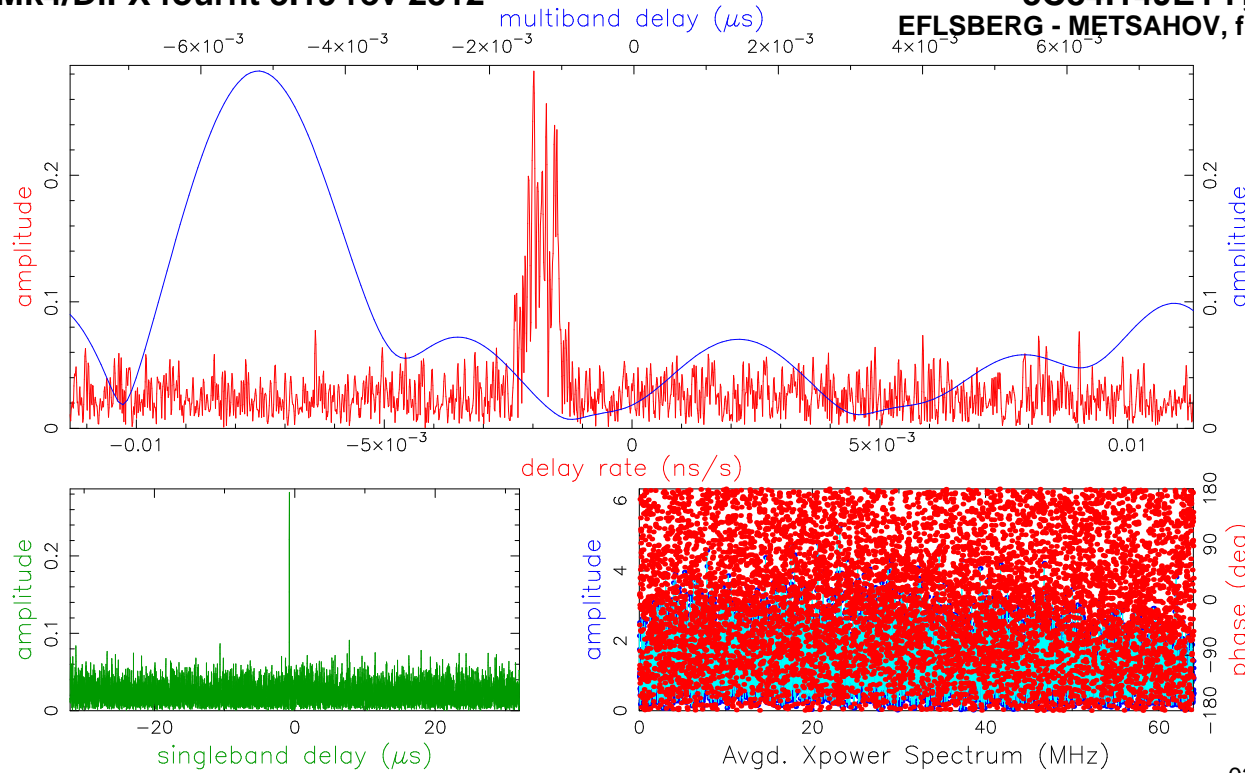 multiband delay (μs)
EFLSBERG - METSAHOV, f
−6×10⁻³ −4×10⁻³ −2×10⁻³ 0 2×10⁻³ 4×10⁻³ 6×10⁻³
amplitude
0.2
0.1
0
0.2
0.1
0
amplitude
−0.01 −5×10⁻³ 0 5×10⁻³ 0.01
delay rate (ns/s)
amplitude
0.2
0.1
0
−20 0 20
singleband delay (μs)
amplitude
6
4
2
0
180
90
0
−90
−180
phase (deg)
0 20 40 60
Avgd. Xpower Spectrum (MHz)